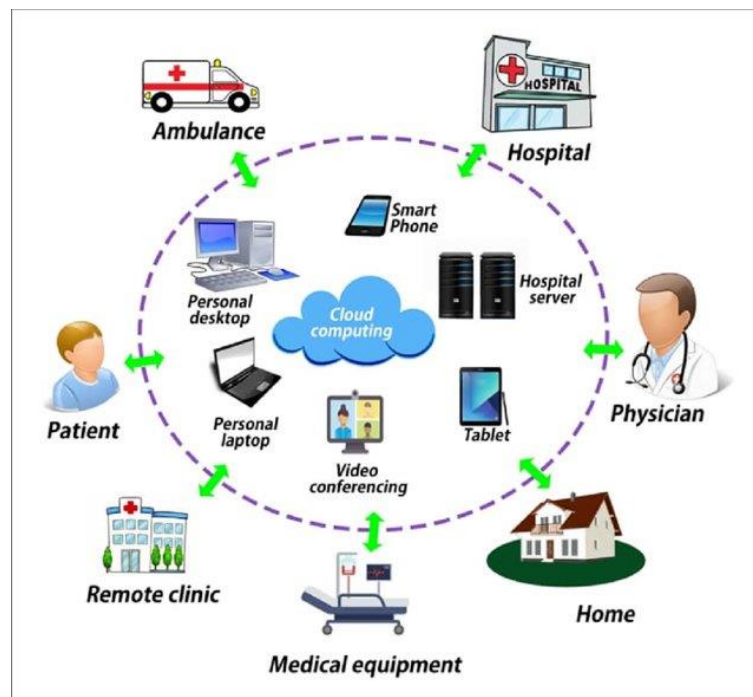 HOSPITAL
Ambulance
Hospital
Smart
Phone
Personal
desktop
Hospital
server
Cloud
computing
Patient
Physician
Personal
laptop
Tablet
Video
conferencing
Remote clinic
Home
Medical equipment